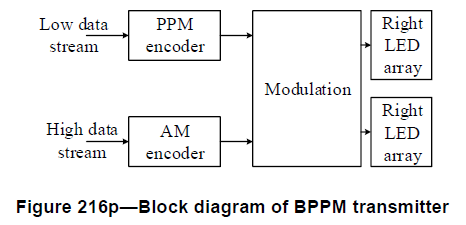 Low data
stream
PPM
encoder
High data
stream
AM
encoder
Modulation
Right
LED
array
Right
LED
array
Figure 216p—Block diagram of BPPM transmitter